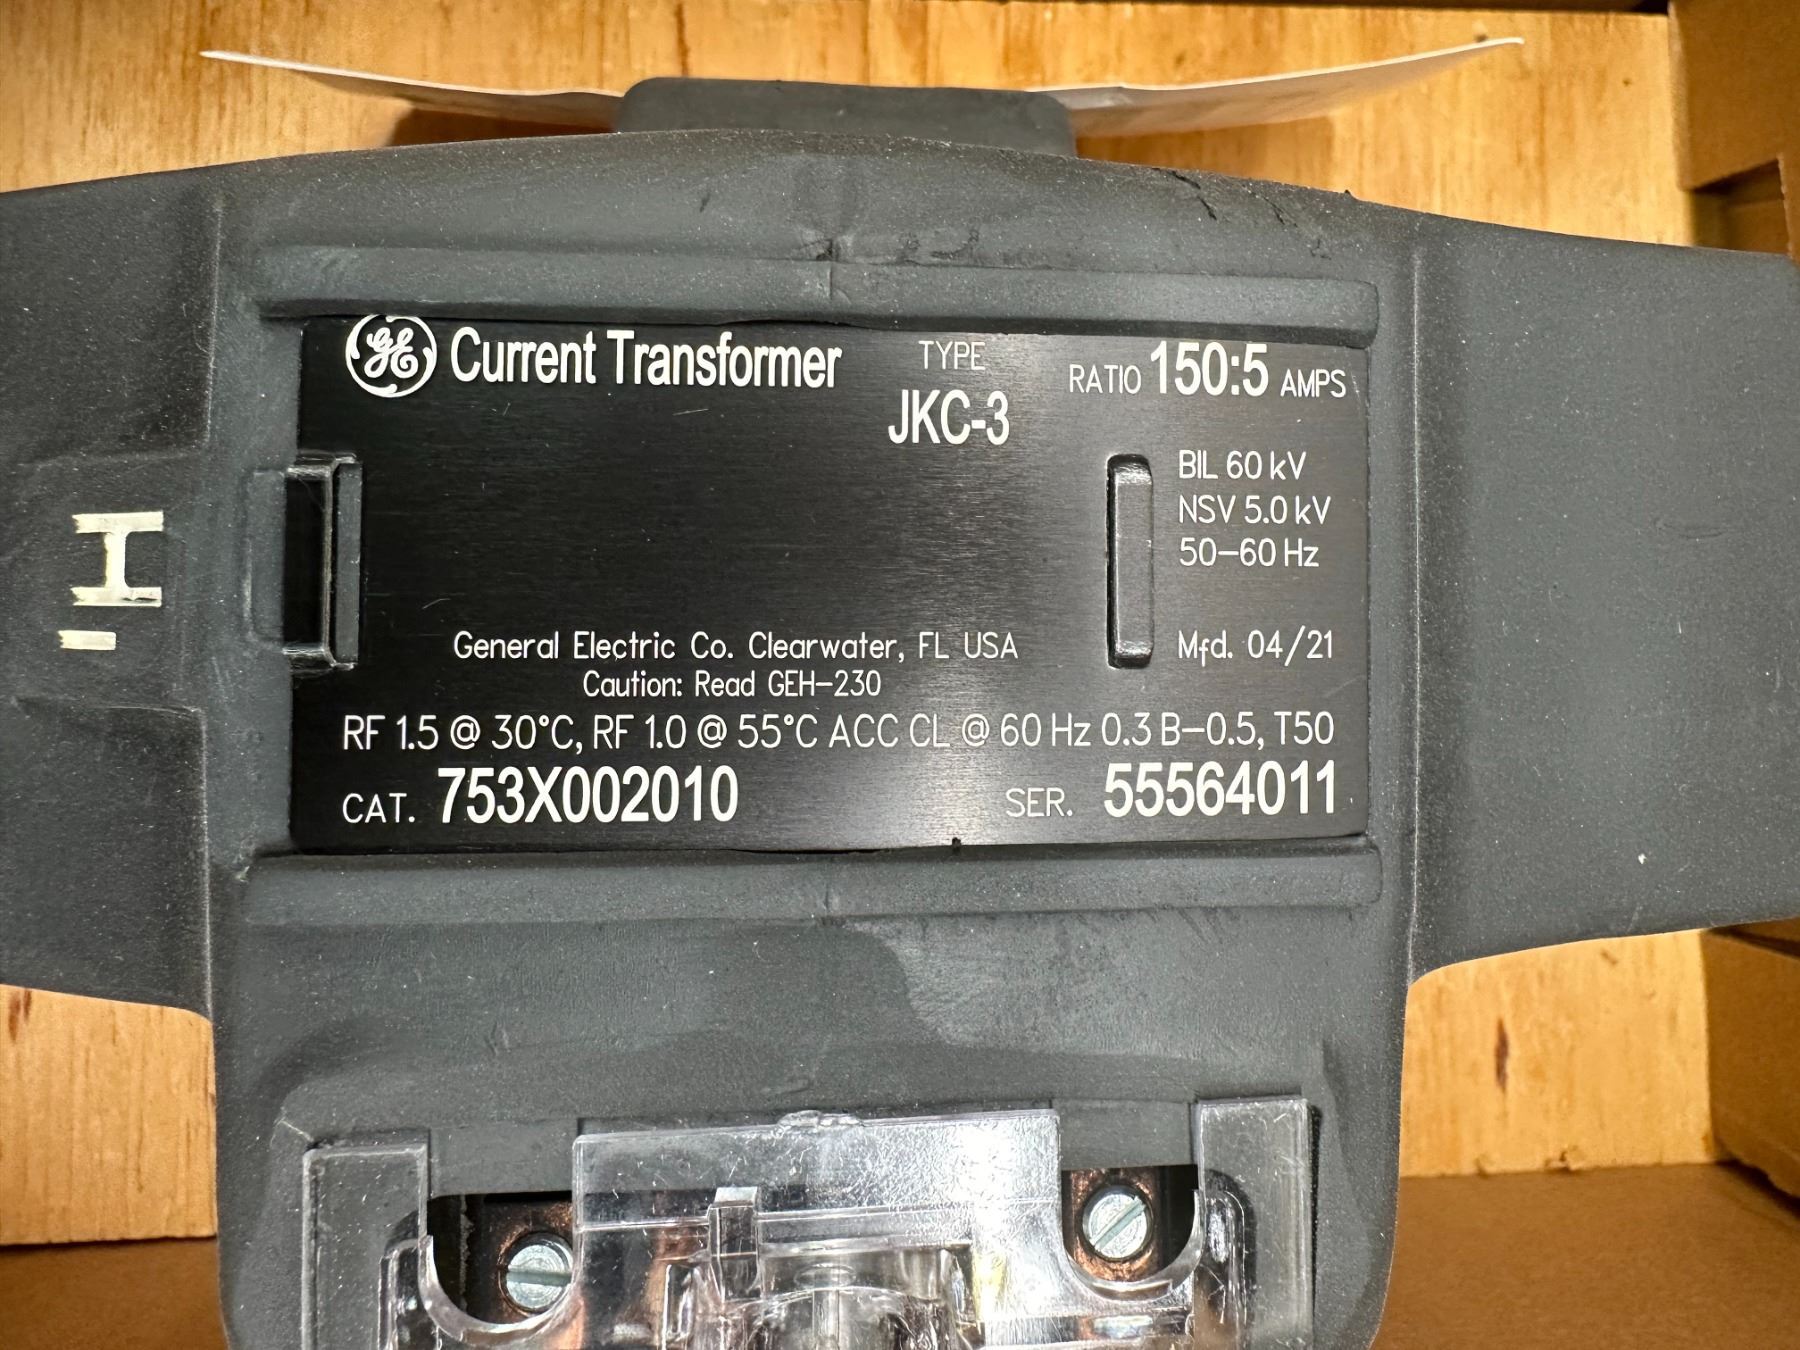 GE Current Transformer
TYPE
JKC-3
RATIO 150:5 AMPS
BIL 60 kV
NSV 5.0 kV
50-60 Hz
General Electric Co. Clearwater, FL USA
Mfd. 04/21
Caution: Read GEH-230
RF 1.5 @ 30°C, RF 1.0 @ 55°C ACC CL @ 60 Hz 0.3 B-0.5, T50
CAT. 753X002010
SER. 55564011
H1